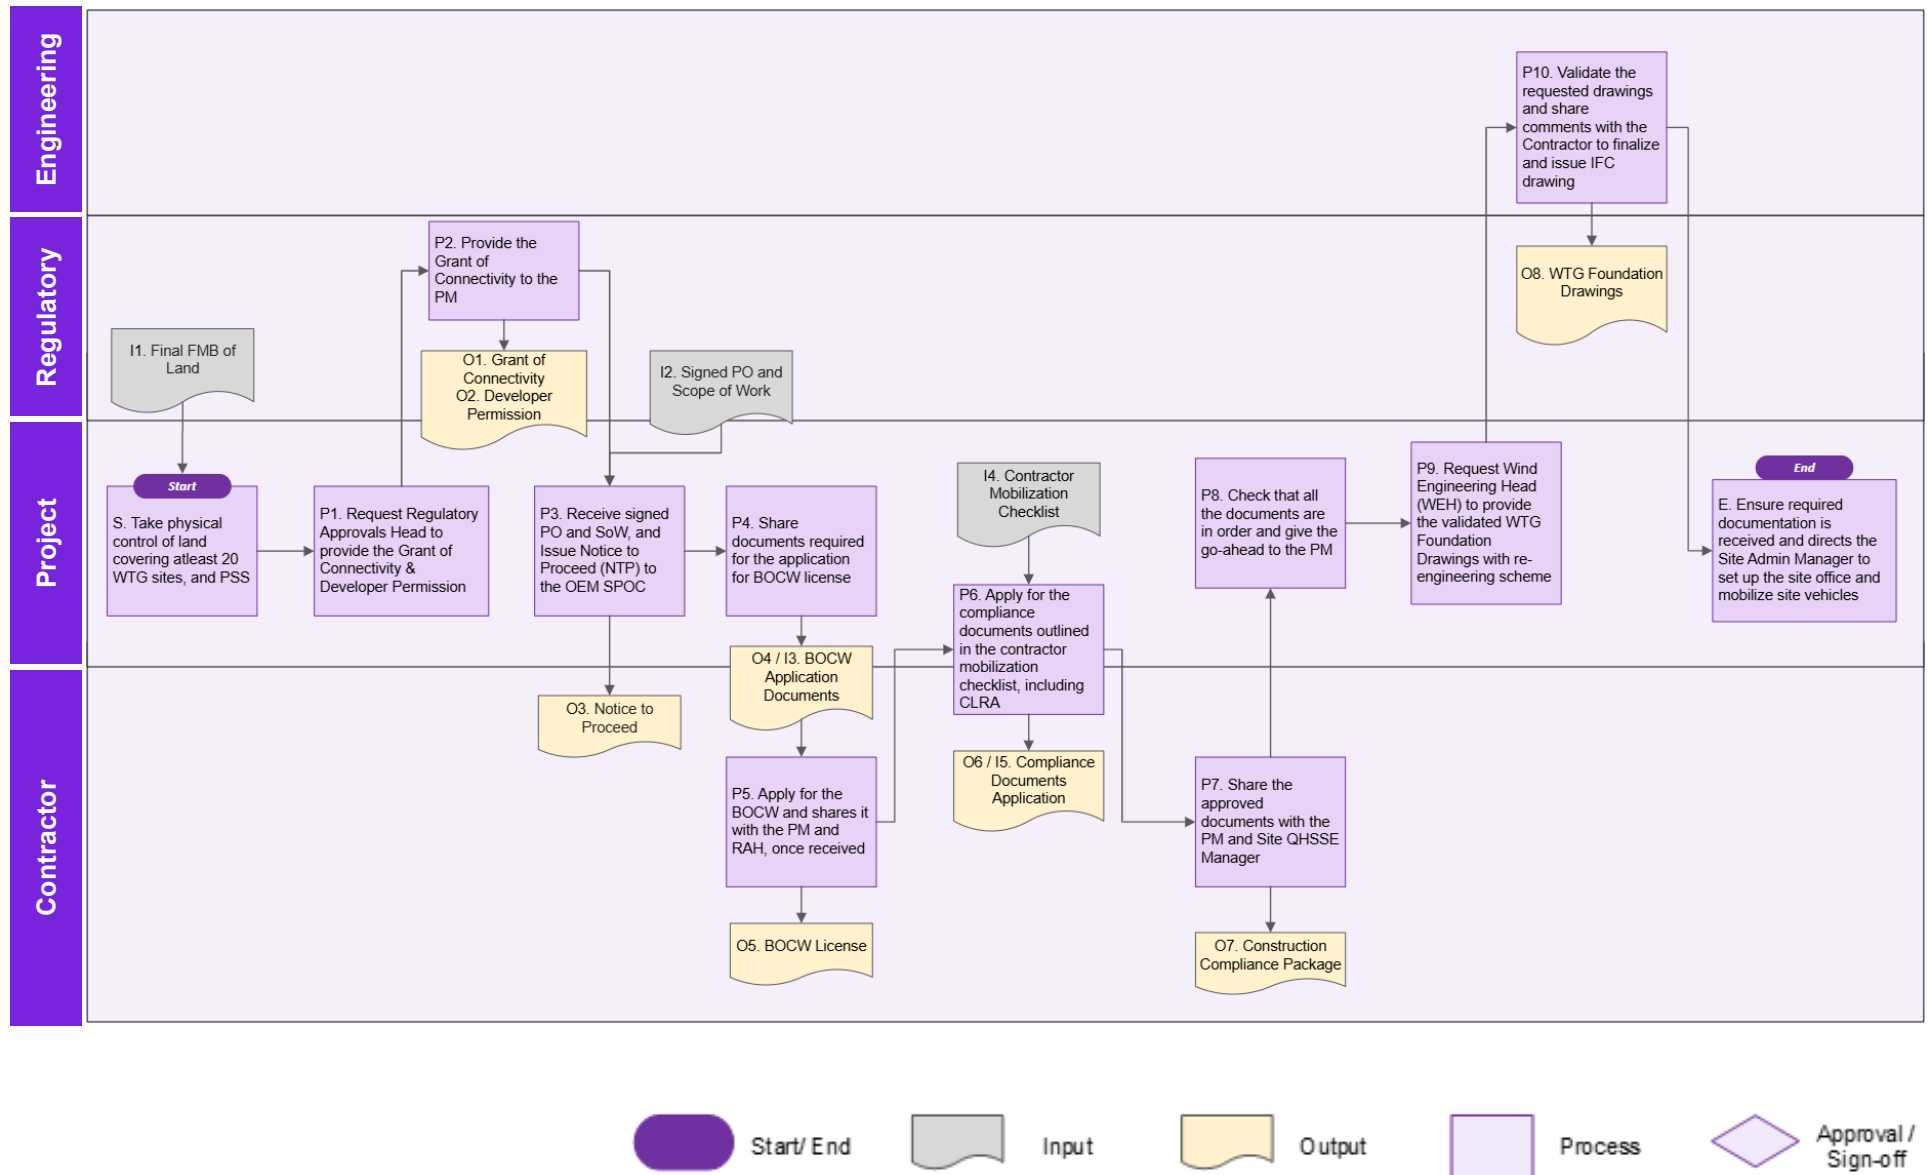 Engineering
P10. Validate the
requested drawings
and share
comments with the
Contractor to finalize
and issue IFC
drawing
Regulatory
P2. Provide the
Grant of
Connectivity to the
PM
O8. WTG Foundation
Drawings
I1. Final FMB of
Land
O1. Grant of
Connectivity
O2. Developer
Permission
I2. Signed PO and
Scope of Work
Project
Start
S. Take physical
control of land
covering atleast 20
WTG sites, and PSS
P1. Request Regulatory
Approvals Head to
provide the Grant of
Connectivity &
Developer Permission
P3. Receive signed
PO and SoW, and
Issue Notice to
Proceed (NTP) to
the OEM SPOC
P4. Share
documents required
for the application
for BOCW license
I4. Contractor
Mobilization
Checklist
P6. Apply for the
compliance
documents outlined
in the contractor
mobilization
checklist, including
CLRA
P8. Check that all
the documents are
in order and give the
go-ahead to the PM
P9. Request Wind
Engineering Head
(WEH) to provide
the validated WTG
Foundation
Drawings with re-
engineering scheme
End
E. Ensure required
documentation is
received and directs the
Site Admin Manager to
set up the site office and
mobilize site vehicles
Contractor
O3. Notice to
Proceed
O4 / I3. BOCW
Application
Documents
P5. Apply for the
BOCW and shares it
with the PM and
RAH, once received
O5. BOCW License
O6 / I5. Compliance
Documents
Application
P7. Share the
approved
documents with the
PM and Site QHSSE
Manager
O7. Construction
Compliance Package
Start/ End
Input
Output
Process
Approval /
Sign-off